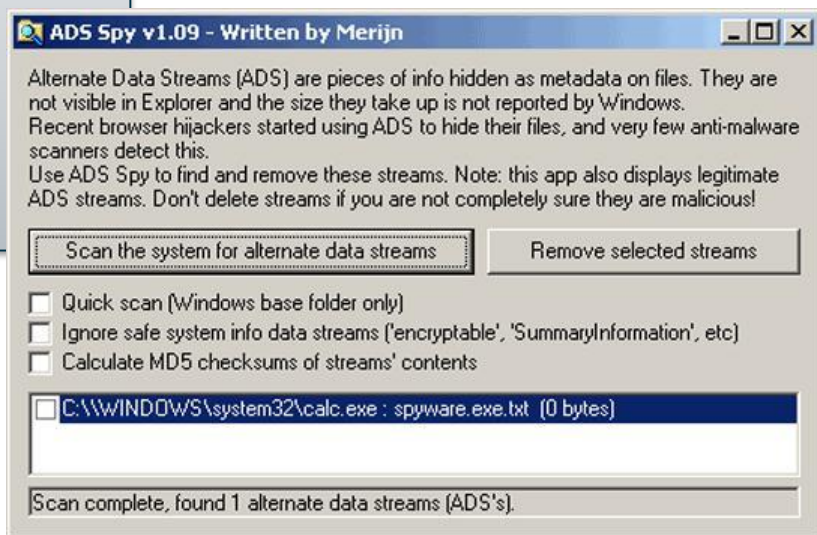 ADS Spy v1.09 - Written by Merijn
Alternate Data Streams (ADS) are pieces of info hidden as metadata on files. They are
not visible in Explorer and the size they take up is not reported by Windows.
Recent browser hijackers started using ADS to hide their files, and very few anti-malware
scanners detect this.
Use ADS Spy to find and remove these streams. Note: this app also displays legitimate
ADS streams. Don't delete streams if you are not completely sure they are malicious!
Scan the system for alternate data streams
Remove selected streams
Quick scan (Windows base folder only)
Ignore safe system info data streams ('encryptable', 'SummaryInformation', etc)
Calculate MD5 checksums of streams' contents
C:\\WINDOWS\system32\calc.exe : spyware.exe.txt (0 bytes)
Scan complete, found 1 alternate data streams (ADS's).